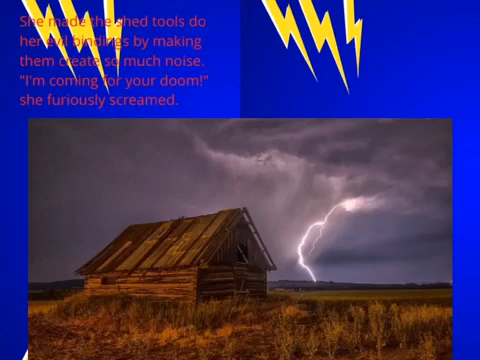 She made the shed tools do
her evil bindings by making
them create so much noise.
"I'm coming for your doom!"
she furiously screamed.